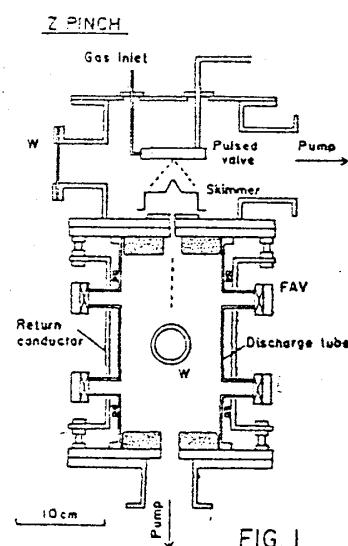 Z PINCH
Gas Inlet
W
Pulsed
valve
Pump
Skimmer
FAV
Return
conductor
Discharge tube
W
10cm
Pump
FIG 1